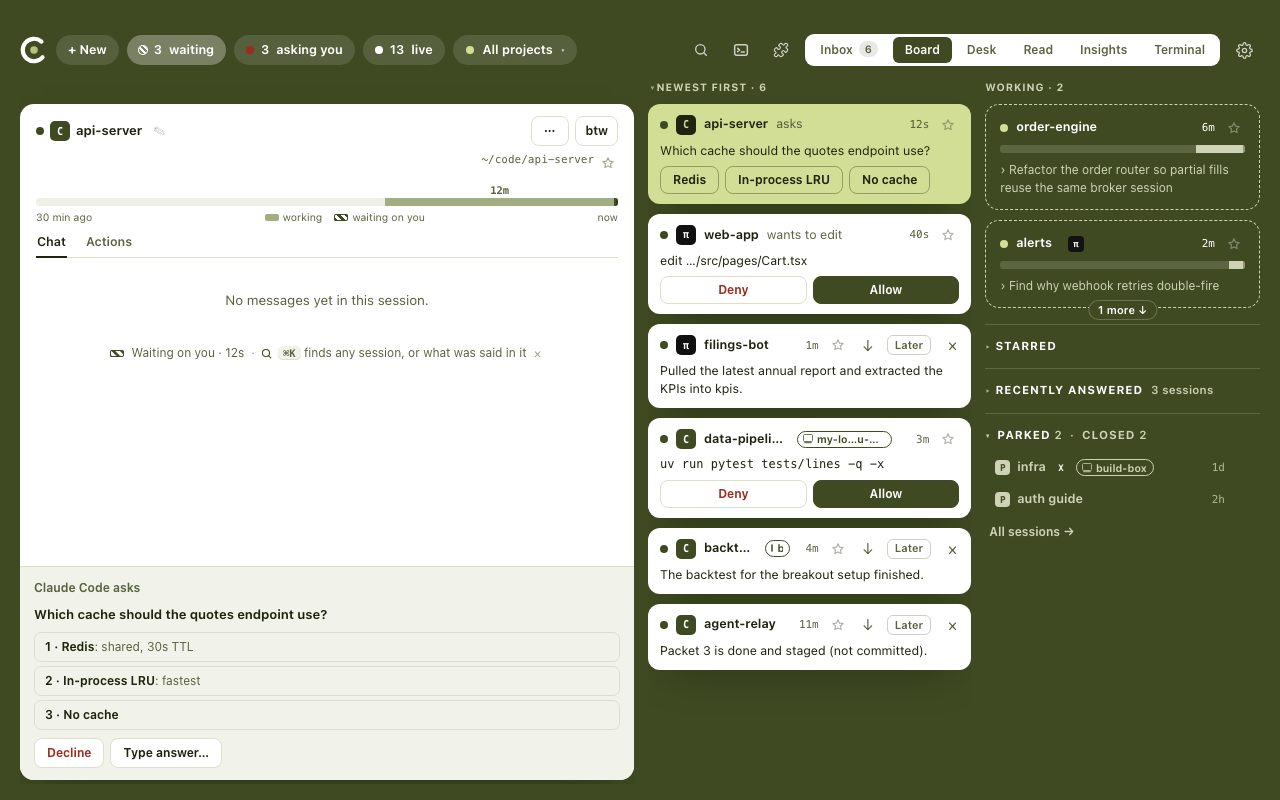 + New
3 waiting
3 asking you
13 live
All projects
Inbox 6
Board
Desk
Read
Insights
Terminal
C api-server
...
btw
~/code/api-server
12m
30 min ago
working
waiting on you
now
Chat
Actions
No messages yet in this session.
Waiting on you · 12s · ⌘K finds any session, or what was said in it ×
Claude Code asks
Which cache should the quotes endpoint use?
1 · Redis: shared, 30s TTL
2 · In-process LRU: fastest
3 · No cache
Decline
Type answer...
NEWEST FIRST · 6
C api-server asks 12s
Which cache should the quotes endpoint use?
Redis
In-process LRU
No cache
π web-app wants to edit 40s
edit .../src/pages/Cart.tsx
Deny
Allow
π filings-bot 1m ↓ Later ×
Pulled the latest annual report and extracted the
KPIs into kpis.
C data-pipeli... my-lo...u-... 3m
uv run pytest tests/lines -q -x
Deny
Allow
C backt... b 4m ↓ Later ×
The backtest for the breakout setup finished.
C agent-relay 11m ↓ Later ×
Packet 3 is done and staged (not committed).
WORKING · 2
order-engine 6m
› Refactor the order router so partial fills
reuse the same broker session
alerts π 2m
› Find why webhook retries double-fire
1 more ↓
STARRED
RECENTLY ANSWERED 3 sessions
PARKED 2 · CLOSED 2
P infra x build-box 1d
P auth guide 2h
All sessions →